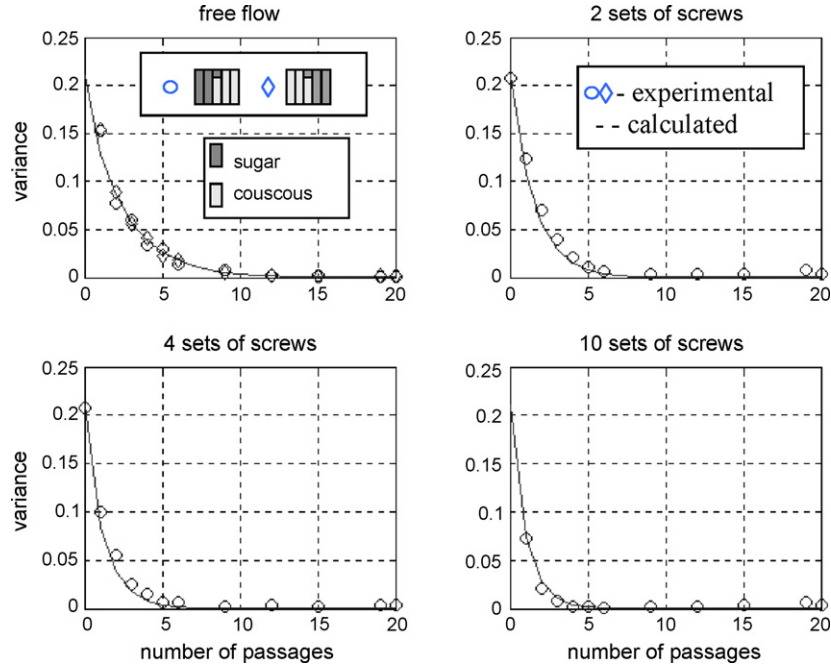 free flow
0.25
0.2
0.15
0.1
0.05
0
variance
0 5 10 15 20
sugar
couscous
2 sets of screws
0.25
0.2
0.15
0.1
0.05
0
0 5 10 15 20
- experimental
-- calculated
4 sets of screws
0.25
0.2
0.15
0.1
0.05
0
variance
0 5 10 15 20
number of passages
10 sets of screws
0.25
0.2
0.15
0.1
0.05
0
0 5 10 15 20
number of passages